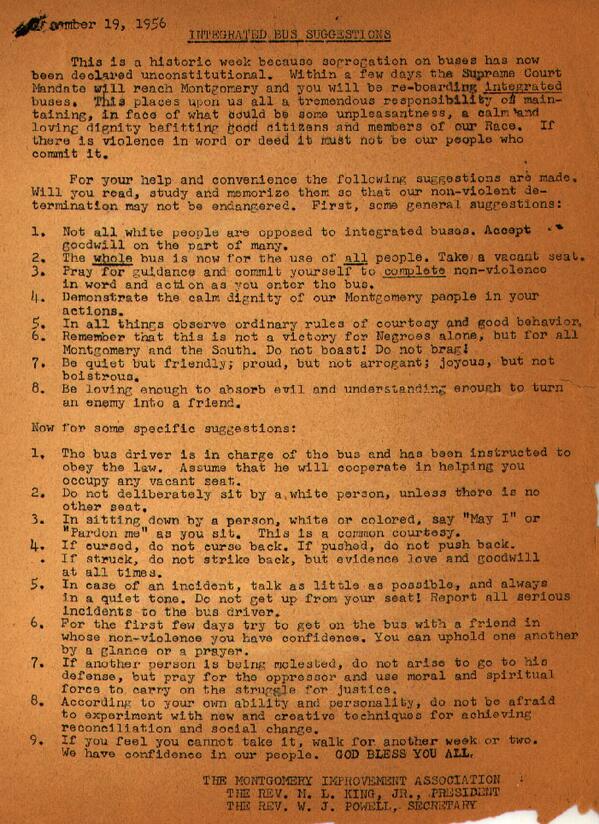 19, 1956
INTEGRATED BUS SUGGESTIONS
This is a historic week because segregation on buses has now
been declared unconstitutional. Within a few days the Supreme Court
Mandate will reach Montgomery and you will be re-boarding integrated
buses. This places upon us all a tremendous responsibility of main-
taining, in face of what could be some unpleasantness, a calm and
loving dignity befitting good citizens and members of our Race. If
there is violence in word or deed it must not be our people who
commit it.
For your help and convenience the following suggestions are made.
Will you read, study and memorize them so that our non-violent de-
termination may not be endangered. First, some general suggestions:
1. Not all white people are opposed to integrated buses. Accept
goodwill on the part of many.
2. The whole bus is now for the use of all people. Take a vacant seat.
3. Pray for guidance and commit yourself to complete non-violence
in word and action as you enter the bus.
4. Demonstrate the calm dignity of our Montgomery people in your
actions.
5. In all things observe ordinary rules of courtesy and good behavior.
6. Remember that this is not a victory for Negroes alone, but for all
Montgomery and the South. Do not boast! Do not brag!
7. Be quiet but friendly; proud, but not arrogant; joyous, but not
boistrous.
8. Be loving enough to absorb evil and understanding enough to turn
an enemy into a friend.
Now for some specific suggestions:
1. The bus driver is in charge of the bus and has been instructed to
obey the law. Assume that he will cooperate in helping you
occupy any vacant seat.
2. Do not deliberately sit by a white person, unless there is no
other seat.
3. In sitting down by a person, white or colored, say "May I" or
"Pardon me" as you sit. This is a common courtesy.
4. If cursed, do not curse back. If pushed, do not push back.
If struck, do not strike back, but evidence love and goodwill
at all times.
5. In case of an incident, talk as little as possible, and always
in a quiet tone. Do not get up from your seat! Report all serious
incidents to the bus driver.
6. For the first few days try to get on the bus with a friend in
whose non-violence you have confidence. You can uphold one another
by a glance or a prayer.
7. If another person is being molested, do not arise to go to his
defense, but pray for the oppressor and use moral and spiritual
force to carry on the struggle for justice.
8. According to your own ability and personality, do not be afraid
to experiment with new and creative techniques for achieving
reconciliation and social change.
9. If you feel you cannot take it, walk for another week or two.
We have confidence in our people. GOD BLESS YOU ALL.
THE MONTGOMERY IMPROVEMENT ASSOCIATION
THE REV. M. L. KING, JR., PRESIDENT
THE REV. W. J. POWELL, SECRETARY